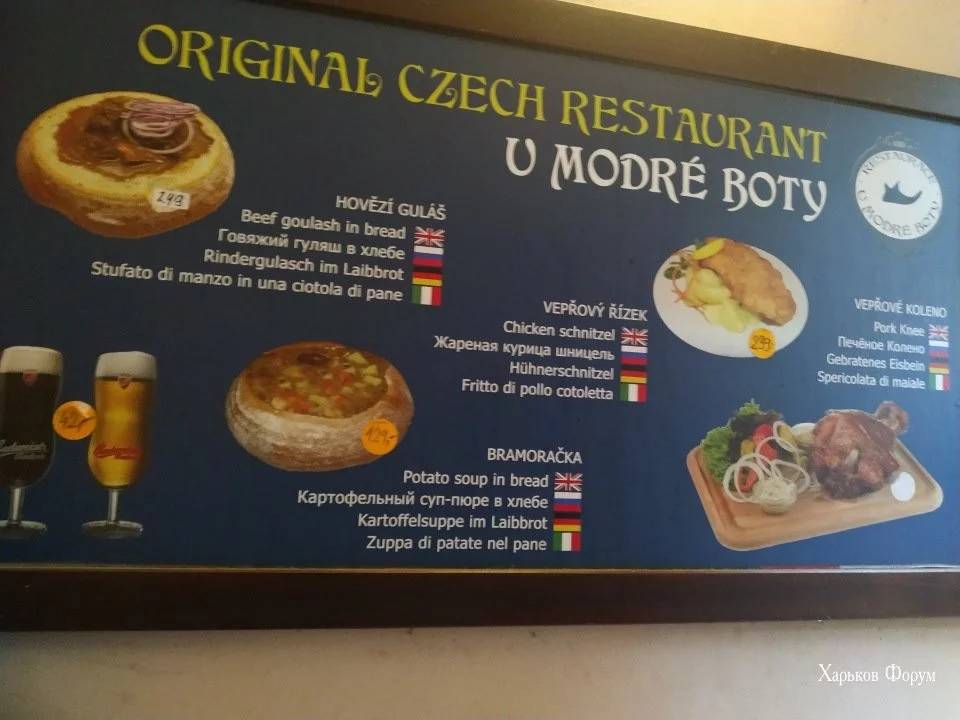 ORIGINAL CZECH RESTAURANT
U MODRÉ BOTY
RESTAURACE
U MODRÉ BOTY
249
HOVĚZÍ GULÁŠ
Beef goulash in bread
Говяжий гуляш в хлебе
Rindergulasch im Laibbrot
Stufato di manzo in una ciotola di pane
VEPŘOVÝ ŘÍZEK
Chicken schnitzel
Жареная курица шницель
Hühnerschnitzel
Fritto di pollo cotoletta
VEPŘOVÉ KOLENO
Pork Knee
Печёное Колено
Gebratenes Eisbein
Spericolata di maiale
42,-
129,-
BRAMORAČKA
Potato soup in bread
Картофельный суп-пюре в хлебе
Kartoffelsuppe im Laibbrot
Zuppa di patate nel pane
Харьков Форум